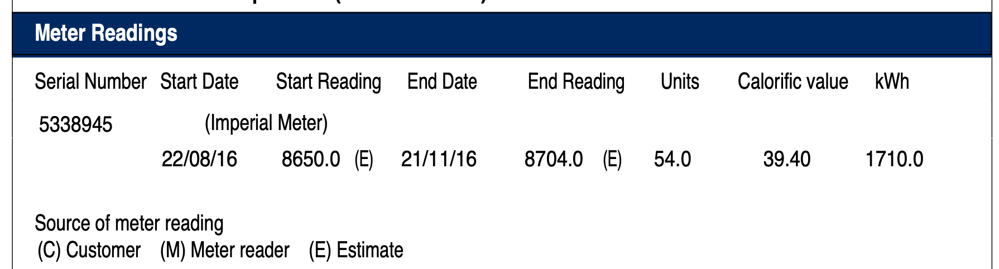 Meter Readings
Serial Number Start Date Start Reading End Date End Reading Units Calorific value kWh
5338945 (Imperial Meter)
22/08/16 8650.0 (E) 21/11/16 8704.0 (E) 54.0 39.40 1710.0
Source of meter reading
(C) Customer (M) Meter reader (E) Estimate